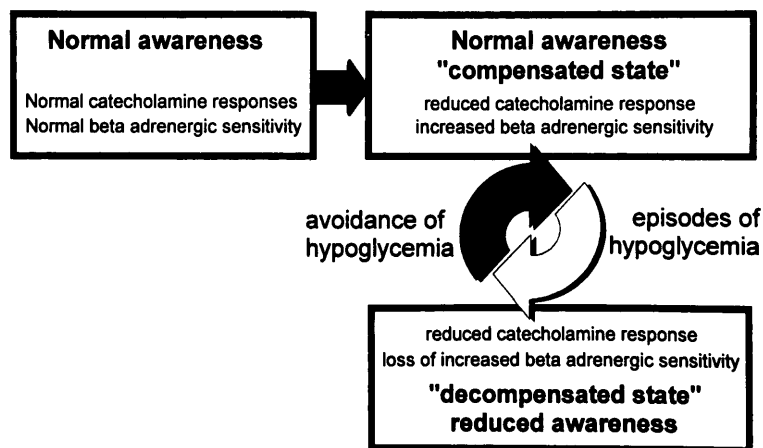 Normal awareness
Normal catecholamine responses
Normal beta adrenergic sensitivity
Normal awareness
"compensated state"
reduced catecholamine response
increased beta adrenergic sensitivity
avoidance of
hypoglycemia
episodes of
hypoglycemia
reduced catecholamine response
loss of increased beta adrenergic sensitivity
"decompensated state"
reduced awareness